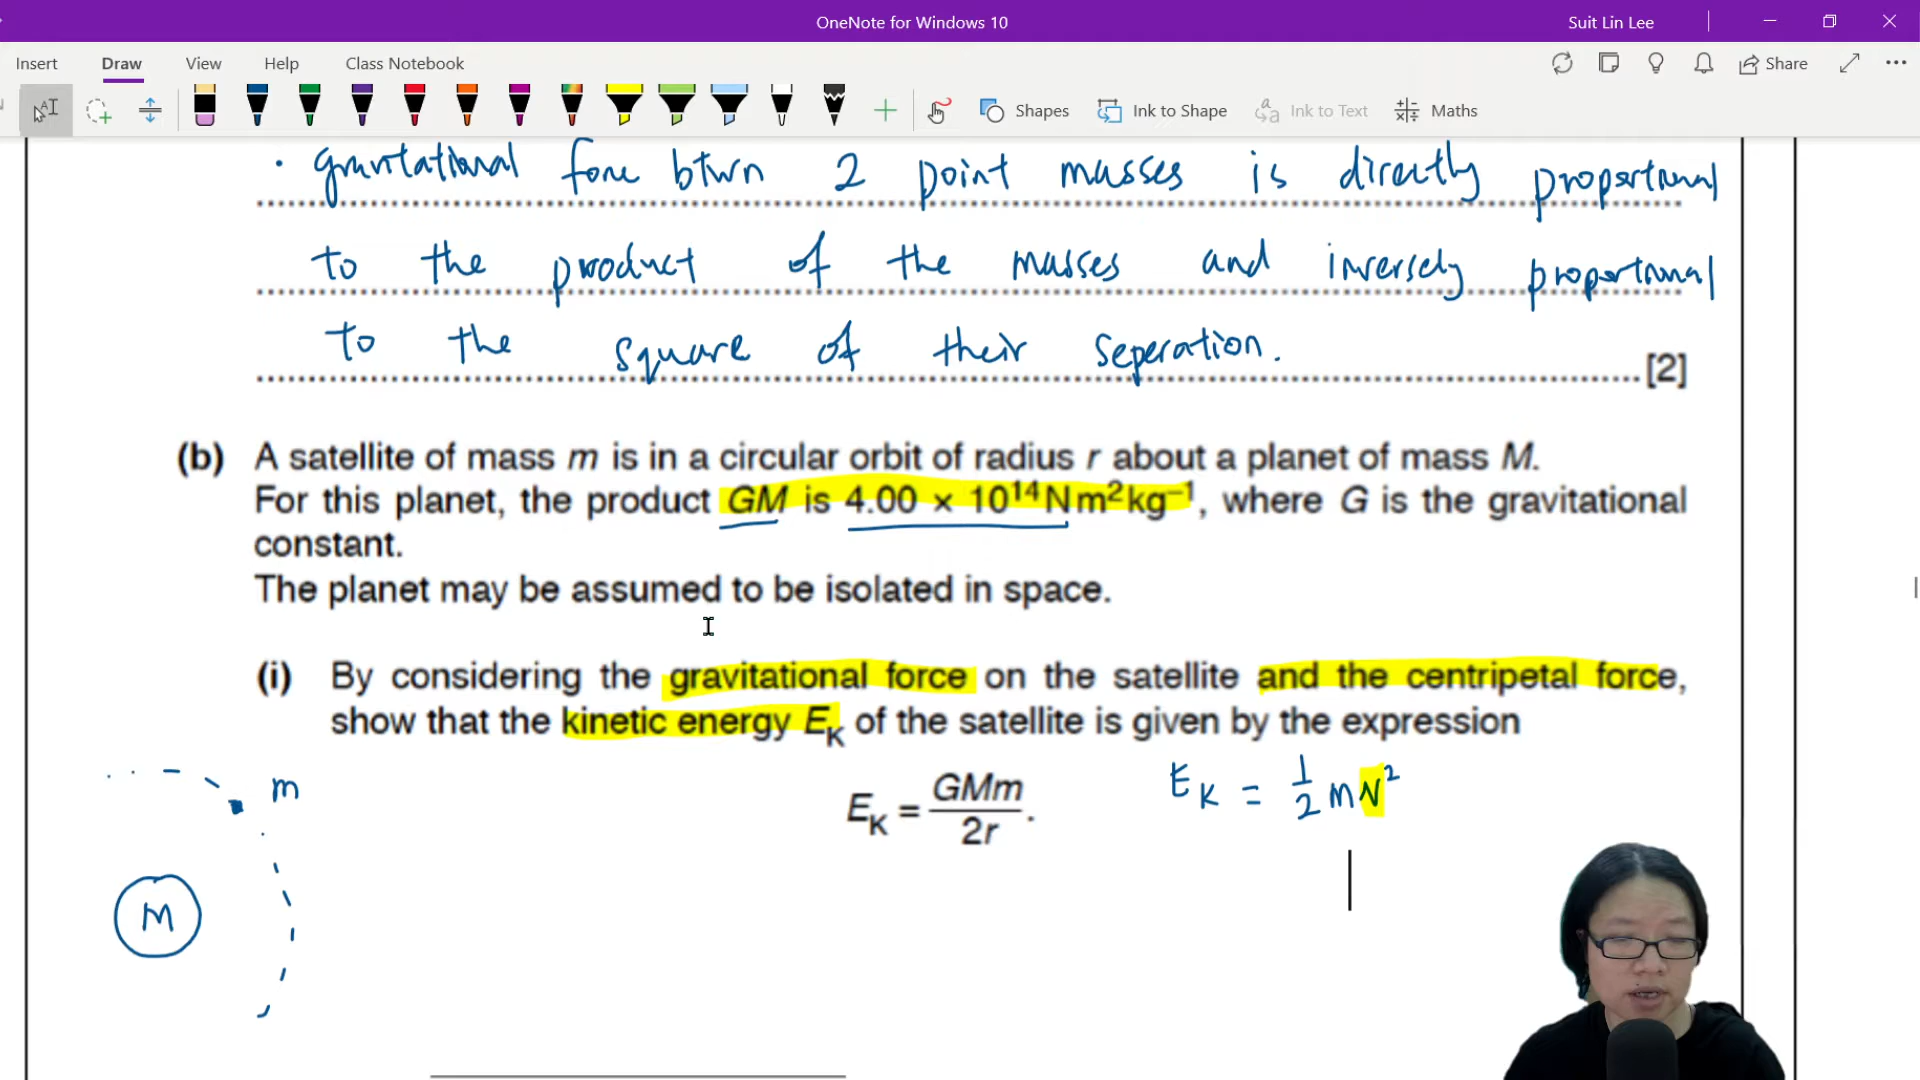 OneNote for Windows 10
Suit Lin Lee
Insert Draw View Help Class Notebook
Share
Shapes Ink to Shape Ink to Text Maths
• gravitational force btwn 2 point masses is directly proportional
to the product of the masses and inversely proportional
to the square of their seperation.
[2]
(b) A satellite of mass m is in a circular orbit of radius r about a planet of mass M.
For this planet, the product GM is 4.00 × 10¹⁴ N m² kg⁻¹, where G is the gravitational
constant.
The planet may be assumed to be isolated in space.
(i) By considering the gravitational force on the satellite and the centripetal force,
show that the kinetic energy E_K of the satellite is given by the expression
E_K = GMm / 2r.
E_K = 1/2 mv²
m
M